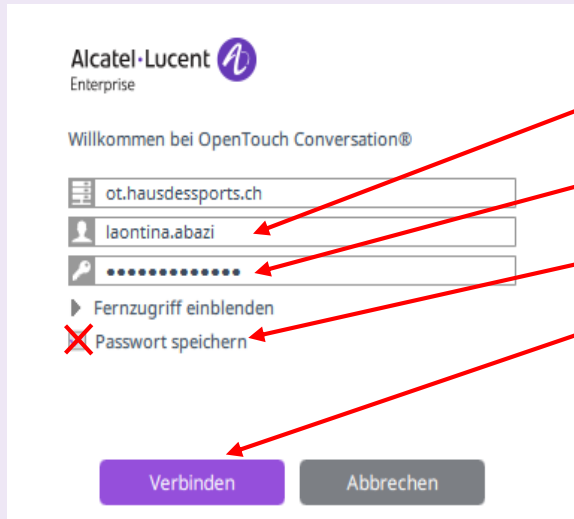 Alcatel·Lucent
Enterprise
Willkommen bei OpenTouch Conversation®
ot.hausdessports.ch
laontina.abazi
•••••••••••••
Fernzugriff einblenden
Passwort speichern
Verbinden
Abbrechen